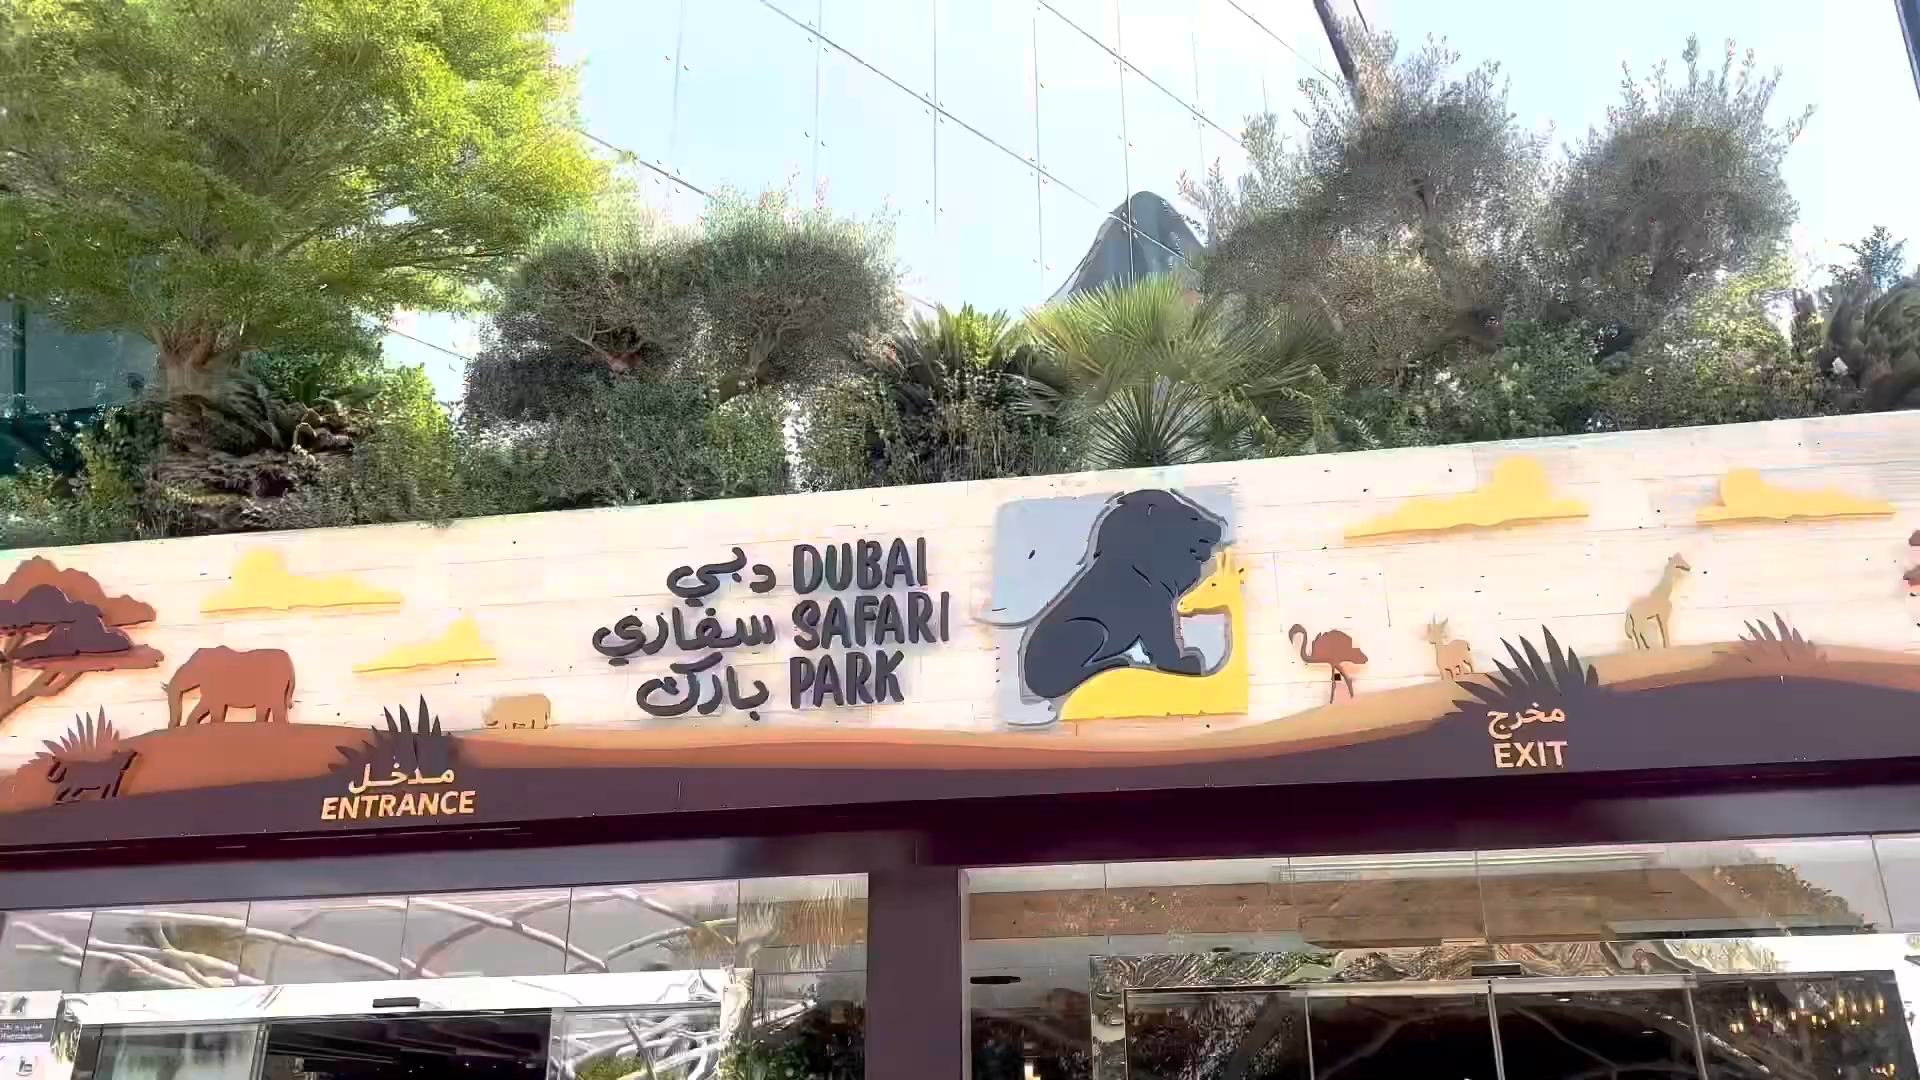 دبي DUBAI
سفاري SAFARI
بارك PARK
مخرج
EXIT
مدخل
ENTRANCE